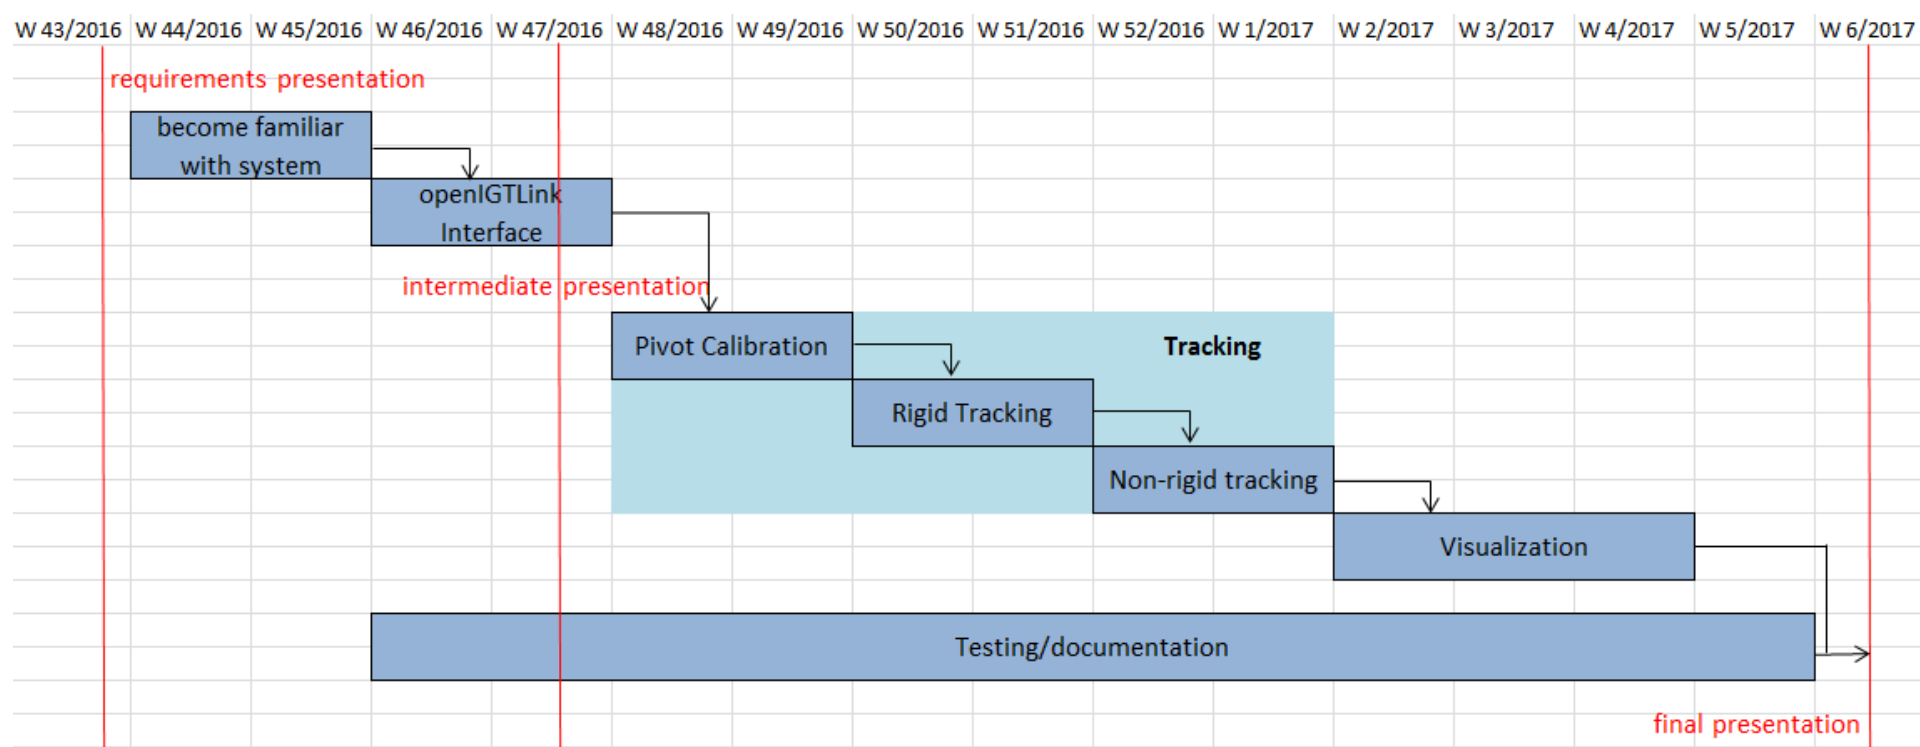 W 43/2016 W 44/2016 W 45/2016 W 46/2016 W 47/2016 W 48/2016 W 49/2016 W 50/2016 W 51/2016 W 52/2016 W 1/2017 W 2/2017 W 3/2017 W 4/2017 W 5/2017 W 6/2017
requirements presentation
become familiar
with system
openIGTLink
Interface
intermediate presentation
Pivot Calibration
Tracking
Rigid Tracking
Non-rigid tracking
Visualization
Testing/documentation
final presentation